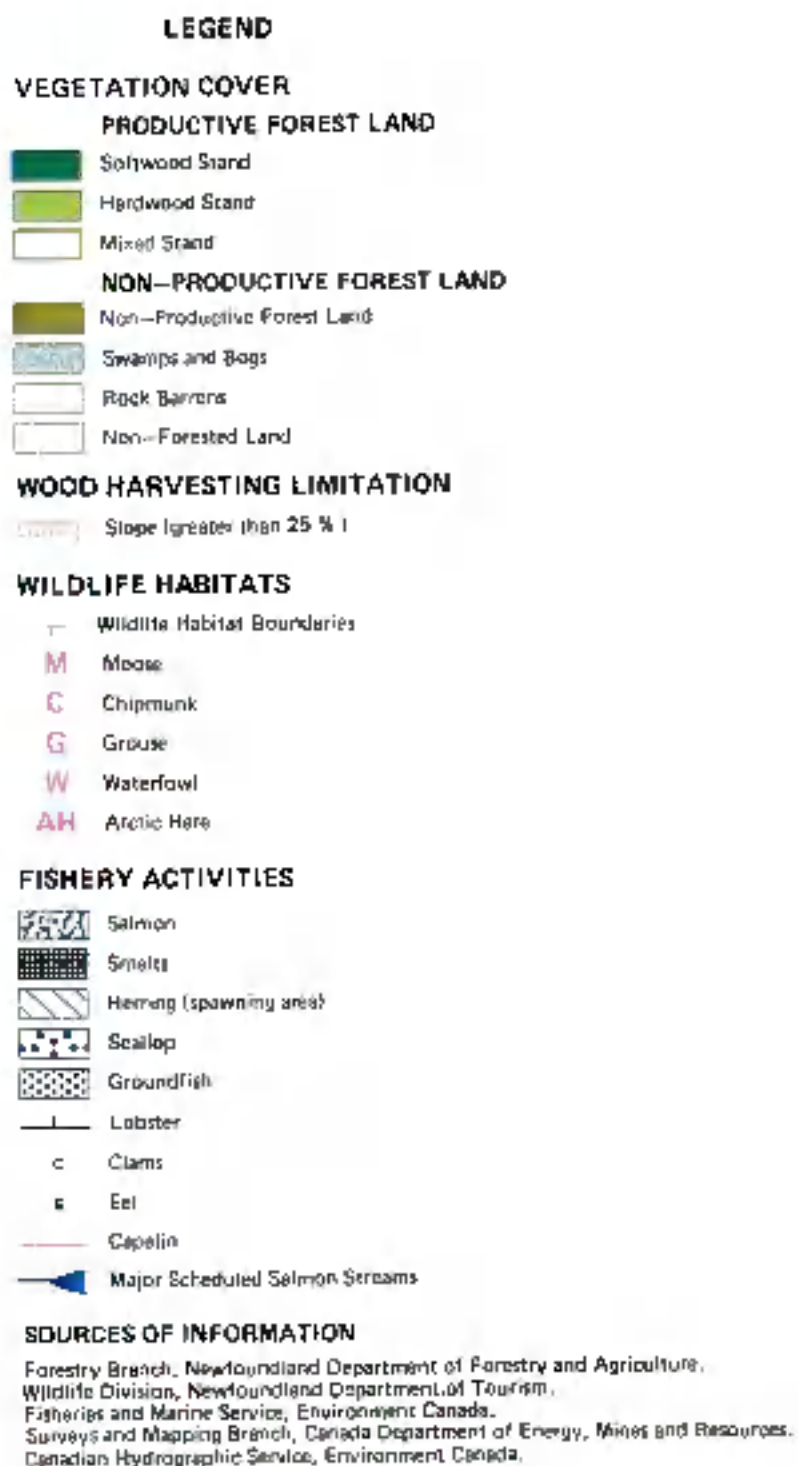 LEGEND
VEGETATION COVER
PRODUCTIVE FOREST LAND
Softwood Stand
Hardwood Stand
Mixed Stand
NON–PRODUCTIVE FOREST LAND
Non–Productive Forest Land
Swamps and Bogs
Rock Barrens
Non–Forested Land
WOOD HARVESTING LIMITATION
Slope (greater than 25 % )
WILDLIFE HABITATS
Wildlife Habitat Boundaries
M Moose
C Chipmunk
G Grouse
W Waterfowl
AH Arctic Hare
FISHERY ACTIVITIES
Salmon
Smelts
Herring (spawning area)
Scallop
Groundfish
Lobster
c Clams
E Eel
Capelin
Major Scheduled Salmon Streams
SOURCES OF INFORMATION
Forestry Branch, Newfoundland Department of Forestry and Agriculture.
Wildlife Division, Newfoundland Department of Tourism.
Fisheries and Marine Service, Environment Canada.
Surveys and Mapping Branch, Canada Department of Energy, Mines and Resources.
Canadian Hydrographic Service, Environment Canada.